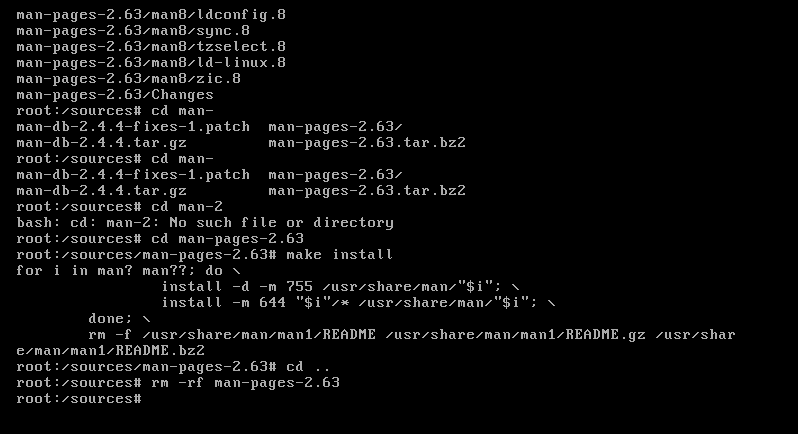 man-pages-2.63/man8/ldconfig.8
man-pages-2.63/man8/sync.8
man-pages-2.63/man8/tzselect.8
man-pages-2.63/man8/ld-linux.8
man-pages-2.63/man8/zic.8
man-pages-2.63/Changes
root:/sources# cd man-
man-db-2.4.4-fixes-1.patch  man-pages-2.63/
man-db-2.4.4.tar.gz         man-pages-2.63.tar.bz2
root:/sources# cd man-
man-db-2.4.4-fixes-1.patch  man-pages-2.63/
man-db-2.4.4.tar.gz         man-pages-2.63.tar.bz2
root:/sources# cd man-2
bash: cd: man-2: No such file or directory
root:/sources# cd man-pages-2.63
root:/sources/man-pages-2.63# make install
for i in man? man??; do \
                install -d -m 755 /usr/share/man/"$i"; \
                install -m 644 "$i"/* /usr/share/man/"$i"; \
        done; \
        rm -f /usr/share/man/man1/README /usr/share/man/man1/README.gz /usr/shar
e/man/man1/README.bz2
root:/sources/man-pages-2.63# cd ..
root:/sources# rm -rf man-pages-2.63
root:/sources#